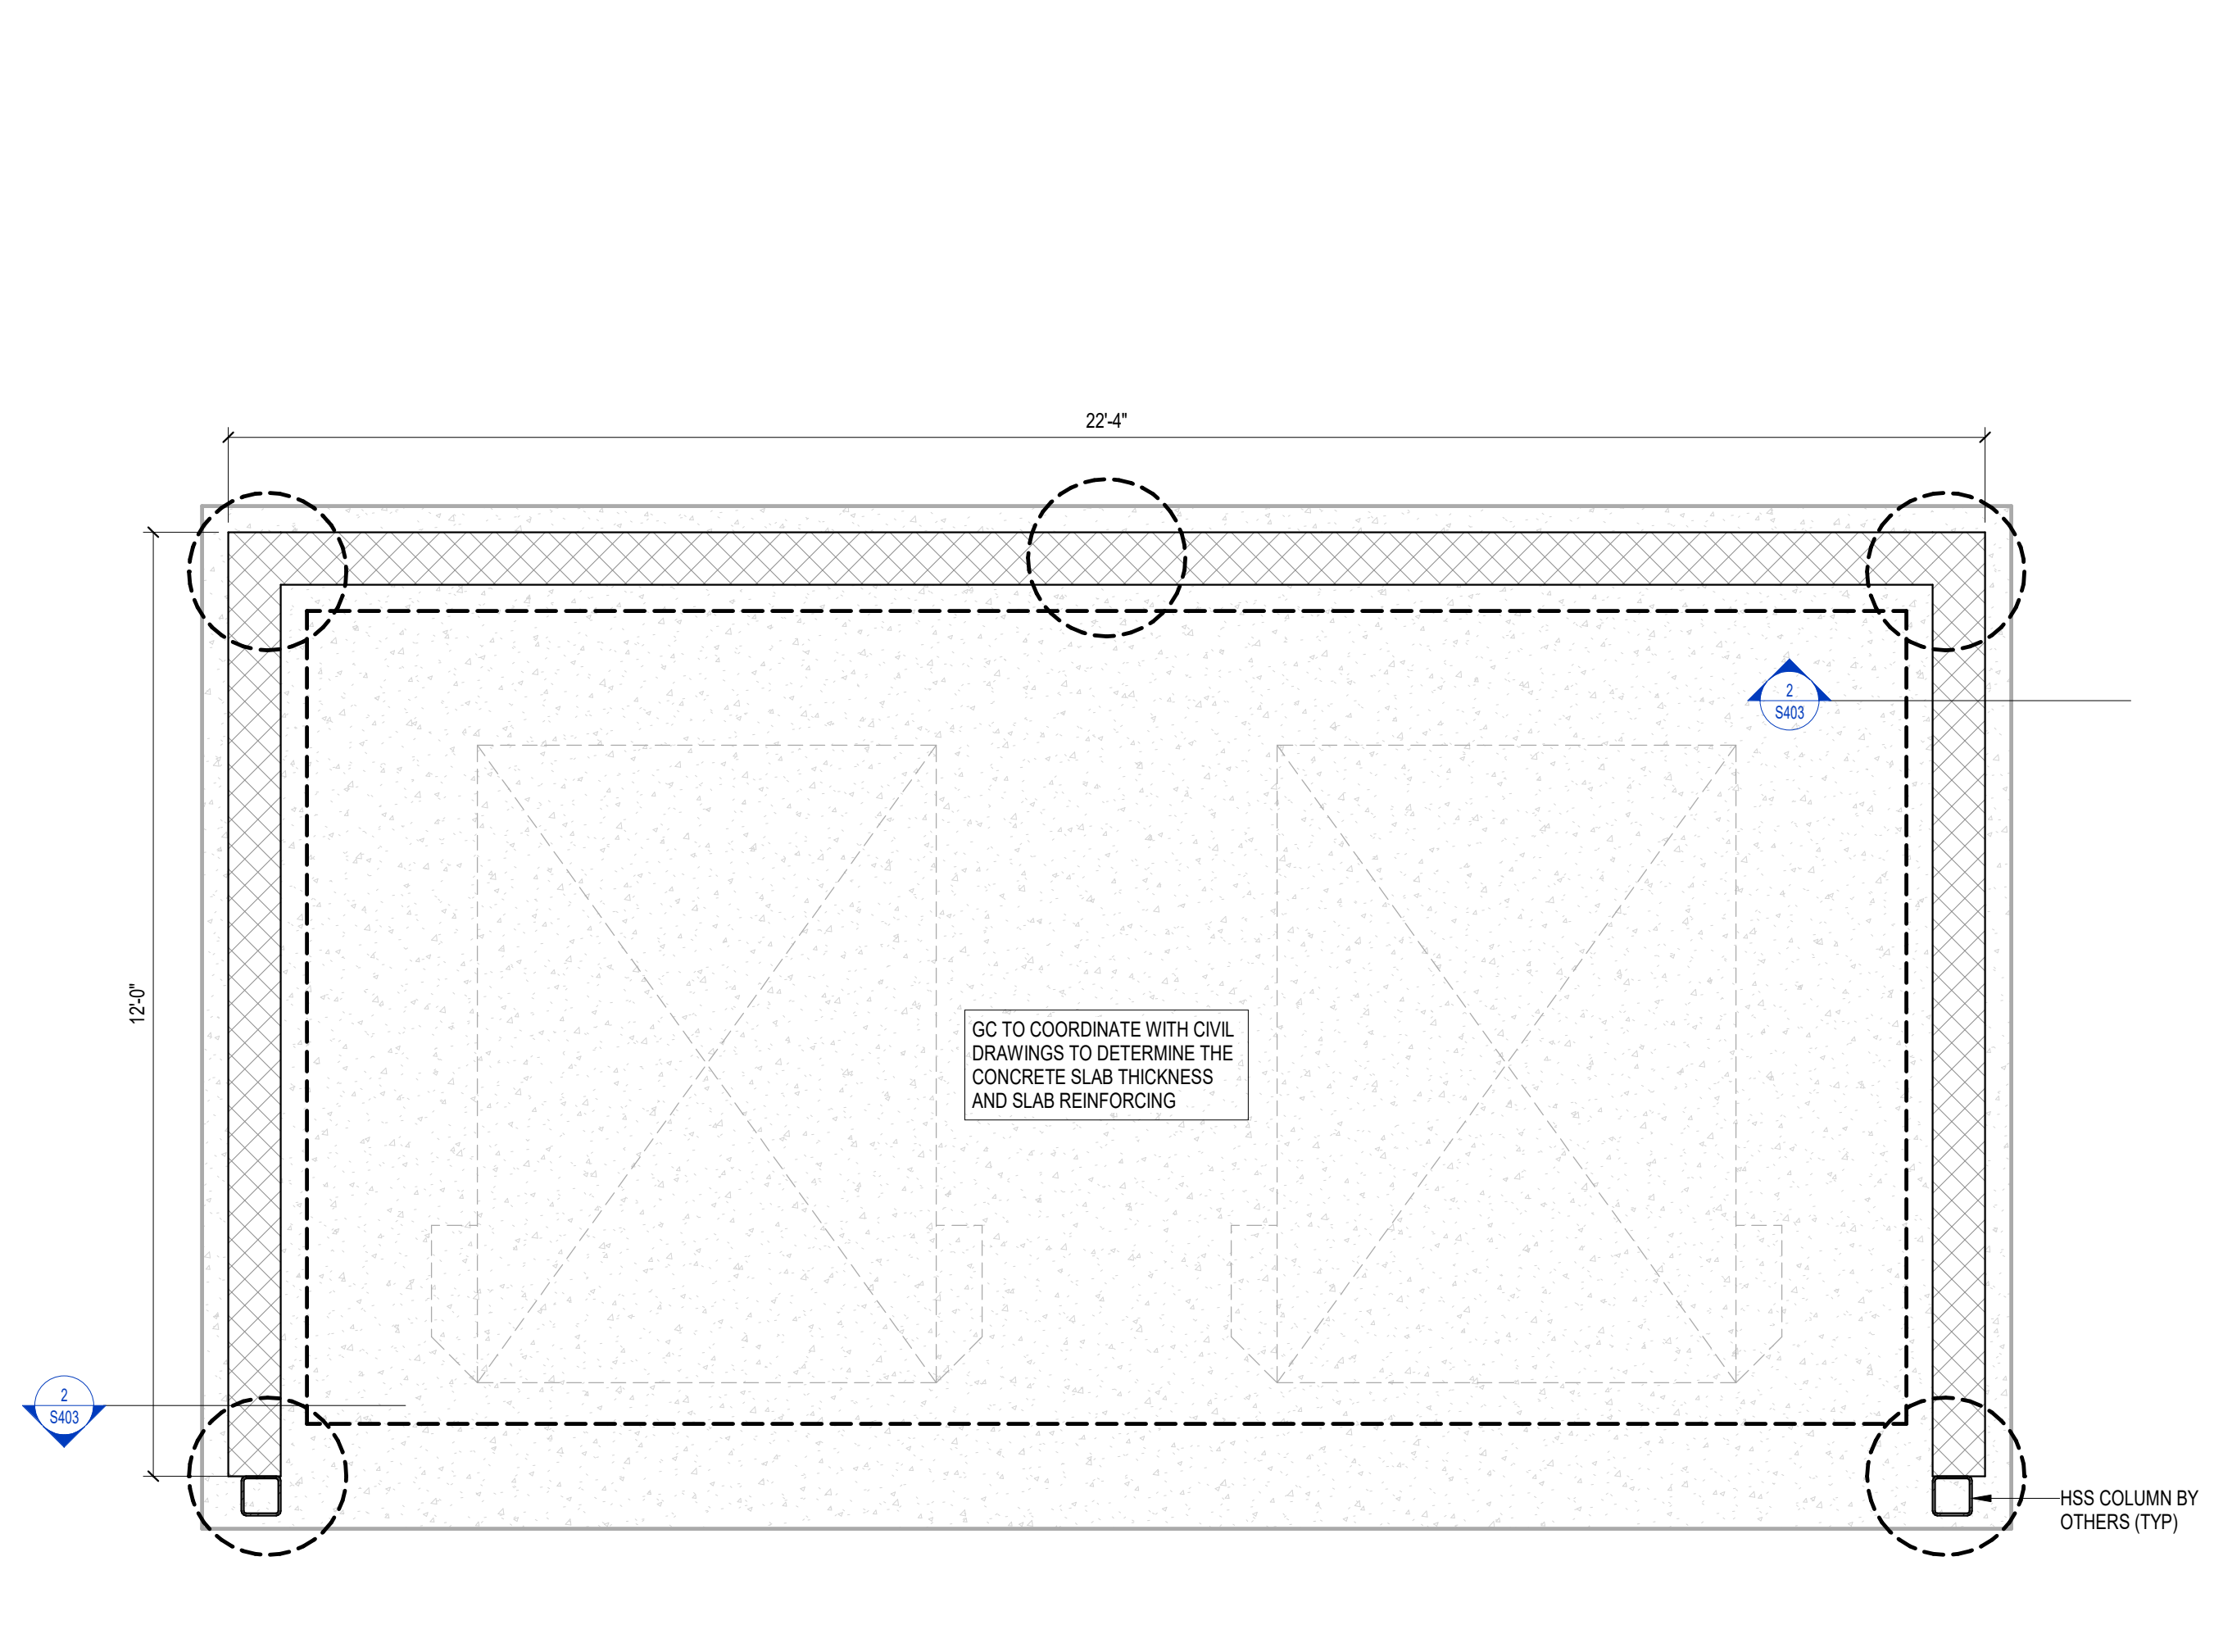 22'-4"
2
S403
12'-0"
GC TO COORDINATE WITH CIVIL
DRAWINGS TO DETERMINE THE
CONCRETE SLAB THICKNESS
AND SLAB REINFORCING
2
S403
HSS COLUMN BY
OTHERS (TYP)